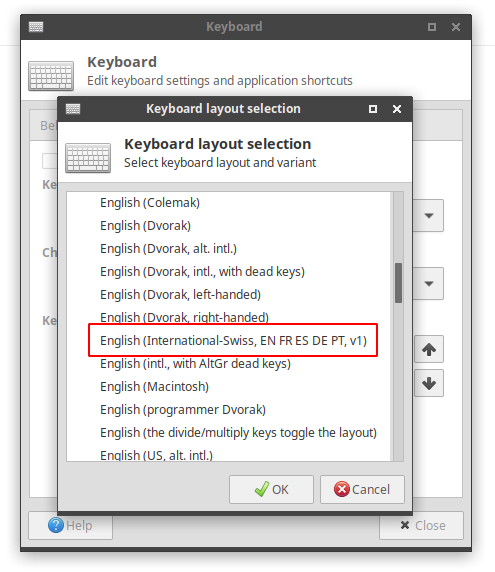 Keyboard
Keyboard
Edit keyboard settings and application shortcuts
Keyboard layout selection
Keyboard layout selection
Select keyboard layout and variant
Be
Ke
Ch
Ke
English (Colemak)
English (Dvorak)
English (Dvorak, alt. intl.)
English (Dvorak, intl., with dead keys)
English (Dvorak, left-handed)
English (Dvorak, right-handed)
English (International-Swiss, EN FR ES DE PT, v1)
English (intl., with AltGr dead keys)
English (Macintosh)
English (programmer Dvorak)
English (the divide/multiply keys toggle the layout)
English (US, alt. intl.)
OK
Cancel
Help
Close